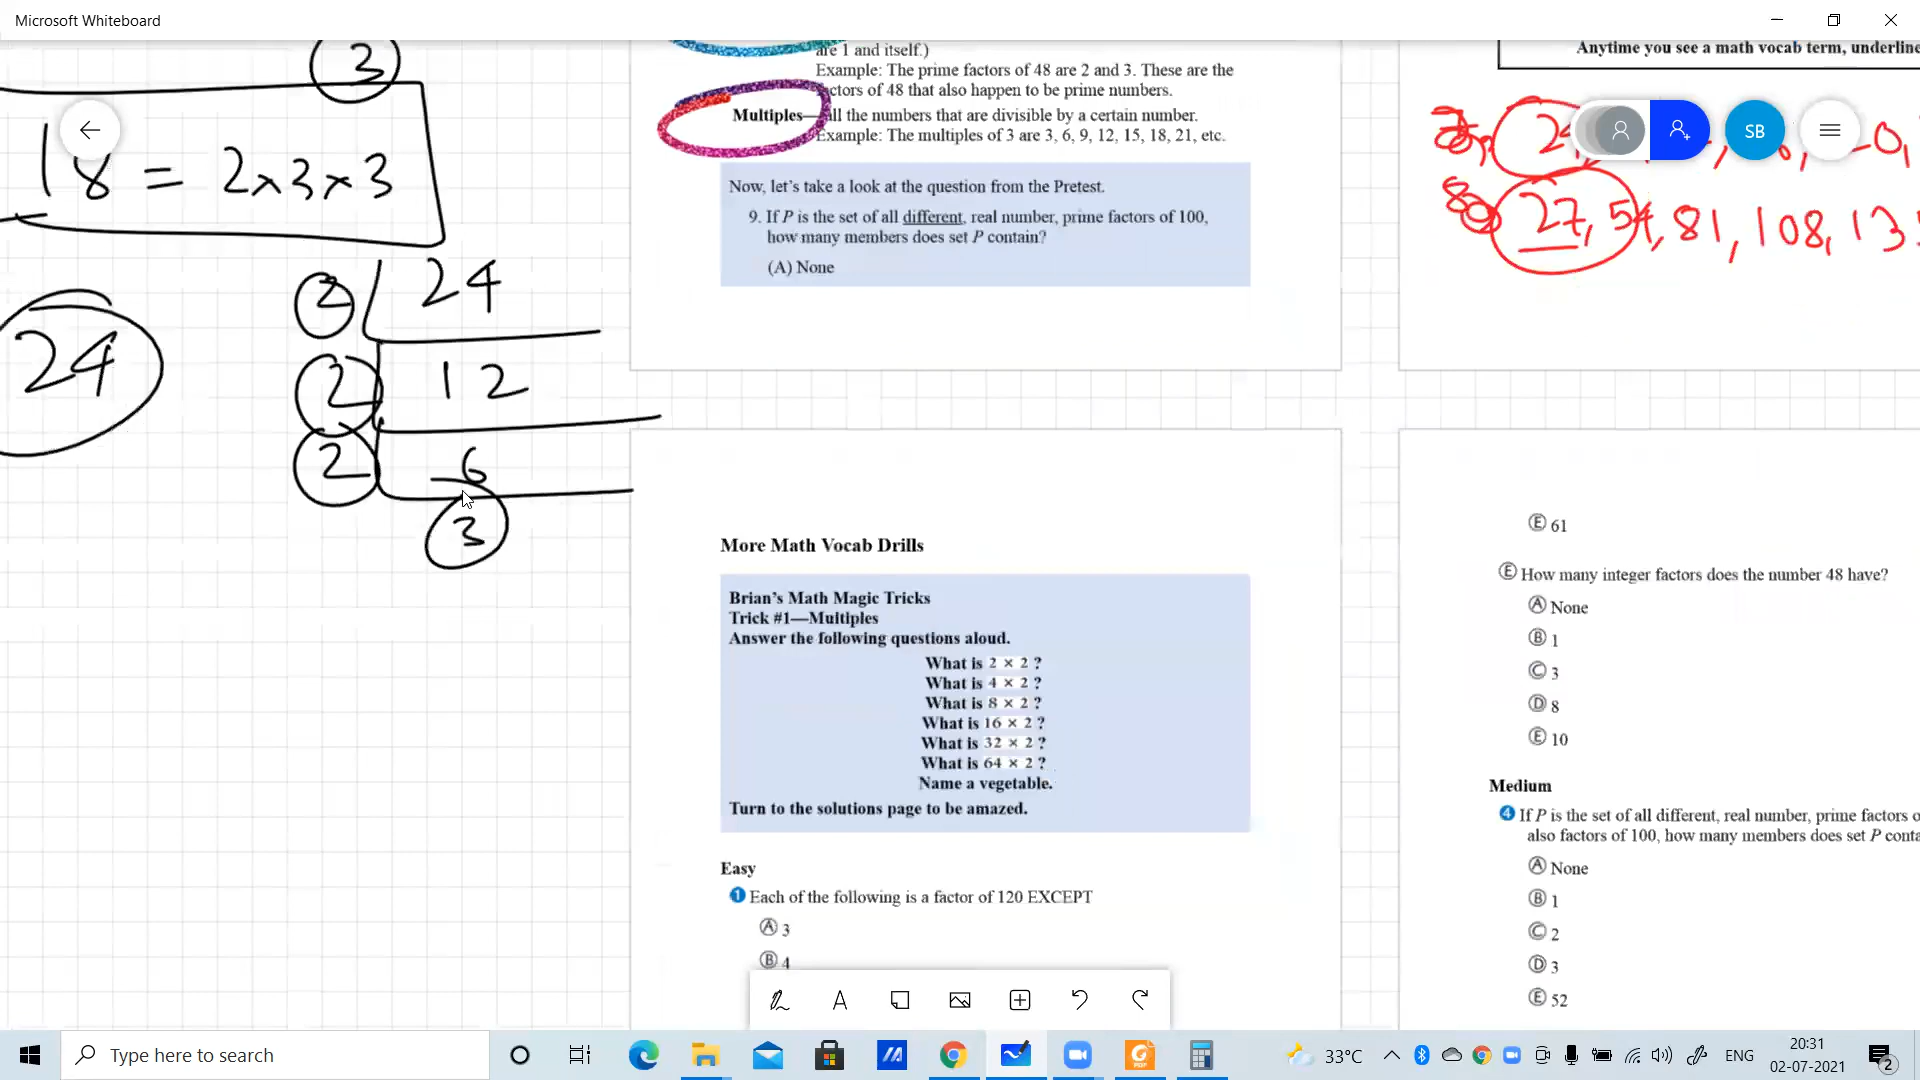 Microsoft Whiteboard
3
18 = 2x3x3
24
2 24
2 12
2 6
3
are 1 and itself.)
Example: The prime factors of 48 are 2 and 3. These are the
ctors of 48 that also happen to be prime numbers.
Multiples—All the numbers that are divisible by a certain number.
Example: The multiples of 3 are 3, 6, 9, 12, 15, 18, 21, etc.
Now, let's take a look at the question from the Pretest.
9. If P is the set of all different, real number, prime factors of 100,
how many members does set P contain?
(A) None
Anytime you see a math vocab term, underline
SB
27, 54, 81, 108, 135
More Math Vocab Drills
Brian's Math Magic Tricks
Trick #1—Multiples
Answer the following questions aloud.
What is 2 × 2 ?
What is 4 × 2 ?
What is 8 × 2 ?
What is 16 × 2 ?
What is 32 × 2 ?
What is 64 × 2 ?
Name a vegetable.
Turn to the solutions page to be amazed.
Easy
1 Each of the following is a factor of 120 EXCEPT
A 3
B 4
E 61
E How many integer factors does the number 48 have?
A None
B 1
C 3
D 8
E 10
Medium
4 If P is the set of all different, real number, prime factors o
also factors of 100, how many members does set P conta
A None
B 1
C 2
D 3
E 52
Type here to search
33°C
ENG
20:31
02-07-2021
2